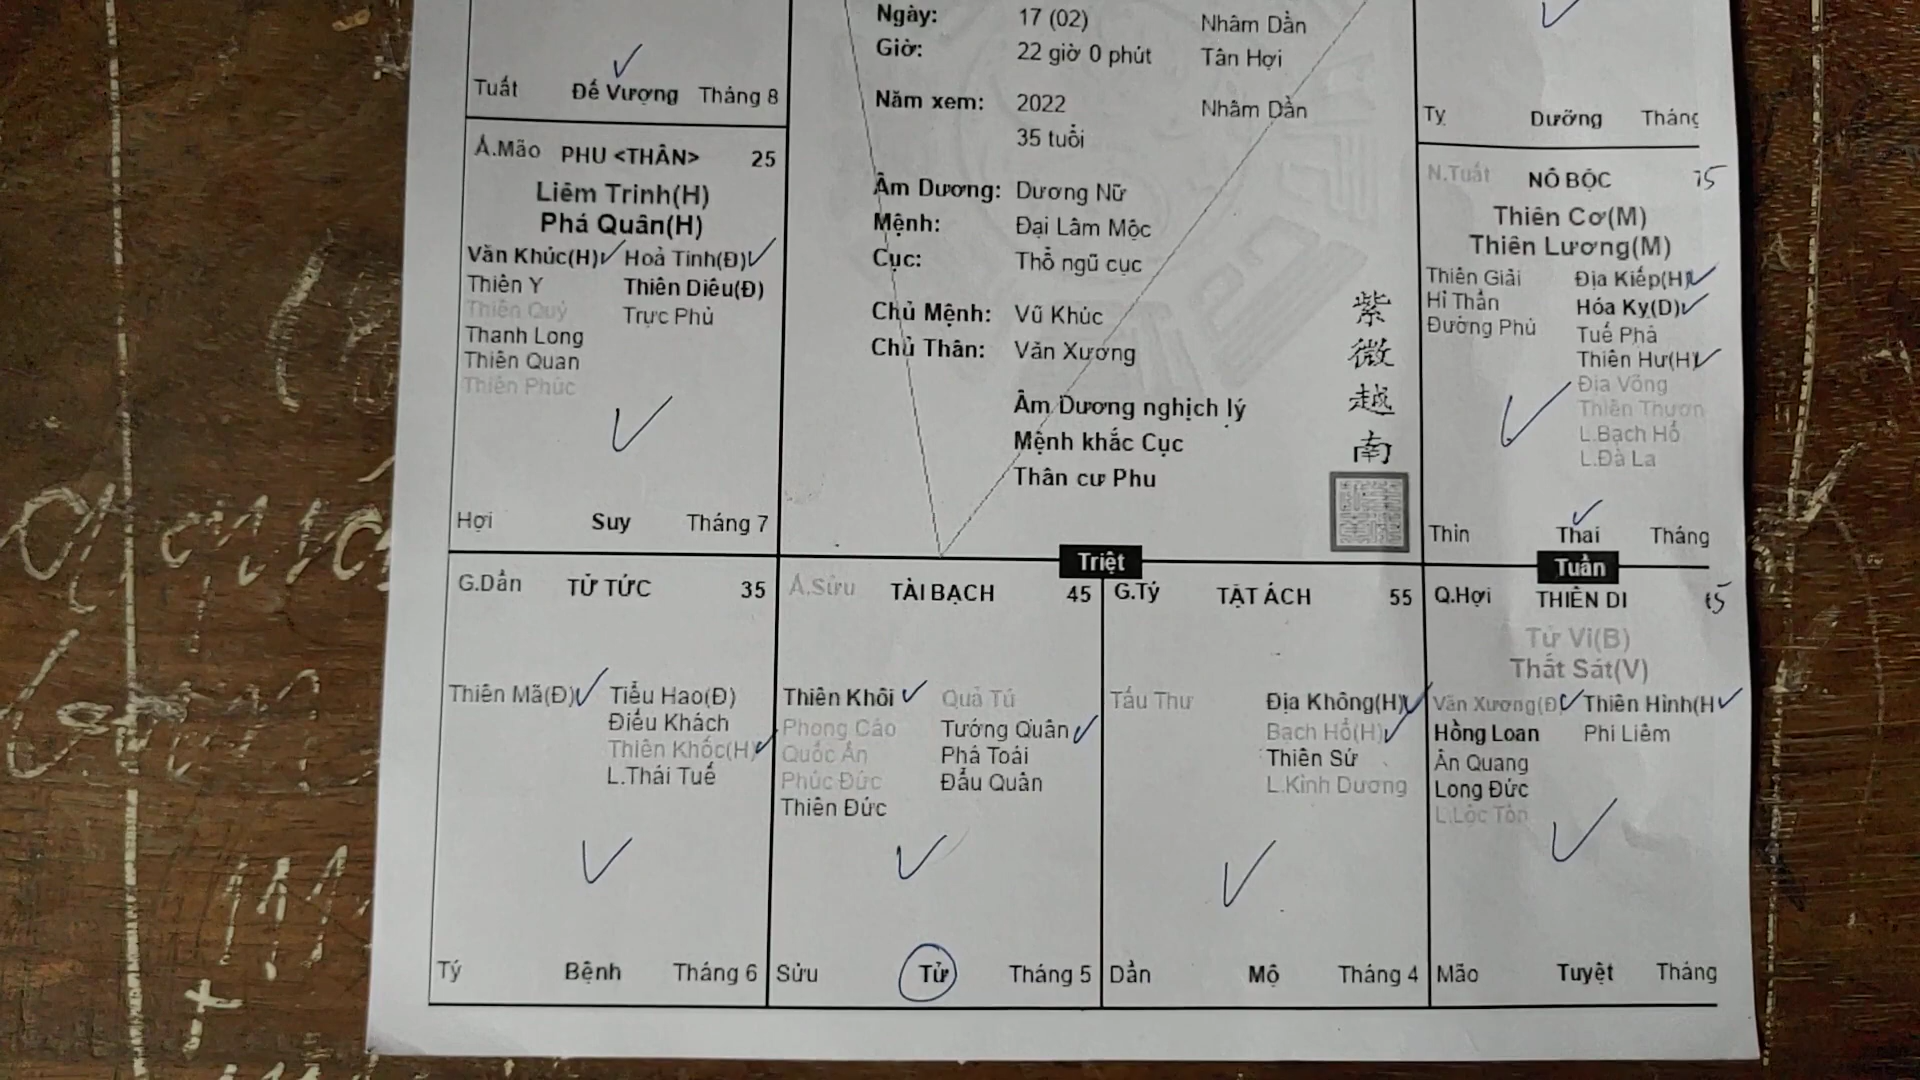 Ngày: 17 (02) Nhâm Dần
Giờ: 22 giờ 0 phút Tân Hợi
Năm xem: 2022 Nhâm Dần
35 tuổi
Âm Dương: Dương Nữ
Mệnh: Đại Lâm Mộc
Cục: Thổ ngũ cục
Chủ Mệnh: Vũ Khúc
Chủ Thân: Văn Xương
Âm Dương nghịch lý
Mệnh khắc Cục
Thân cư Phu
紫
微
越
南
Tuất Đế Vượng Tháng 8
Ấ.Mão PHU <THÂN> 25
Liêm Trinh(H)
Phá Quân(H)
Văn Khúc(H) Hoả Tinh(Đ)
Thiên Y Thiên Diêu(Đ)
Thiên Quý Trực Phù
Thanh Long
Thiên Quan
Thiên Phúc
Hợi Suy Tháng 7
Tỵ Dưỡng Tháng
N.Tuất NÔ BỘC 75
Thiên Cơ(M)
Thiên Lương(M)
Thiên Giải Địa Kiếp(H)
Hỉ Thần Hóa Kỵ(D)
Đường Phù Tuế Phá
Thiên Hư(H)
Địa Võng
Thiên Thươn
L.Bạch Hổ
L.Đà La
Thìn Thai Tháng
Triệt
Tuần
G.Dần TỬ TỨC 35
Thiên Mã(Đ) Tiểu Hao(Đ)
Điếu Khách
Thiên Khốc(H)
L.Thái Tuế
Tý Bệnh Tháng 6
Ấ.Sửu TÀI BẠCH 45
Thiên Khôi Quả Tú
Phong Cáo Tướng Quân
Quốc Ấn Phá Toái
Phúc Đức Đẩu Quân
Thiên Đức
Sửu Tử Tháng 5
G.Tý TẬT ÁCH 55
Tấu Thư Địa Không(H)
Bạch Hổ(H)
Thiên Sứ
L.Kình Dương
Dần Mộ Tháng 4
Q.Hợi THIÊN DI 65
Tử Vi(B)
Thất Sát(V)
Văn Xương(Đ) Thiên Hình(H
Hồng Loan Phi Liêm
Ân Quang
Long Đức
L.Lộc Tồn
Mão Tuyệt Tháng